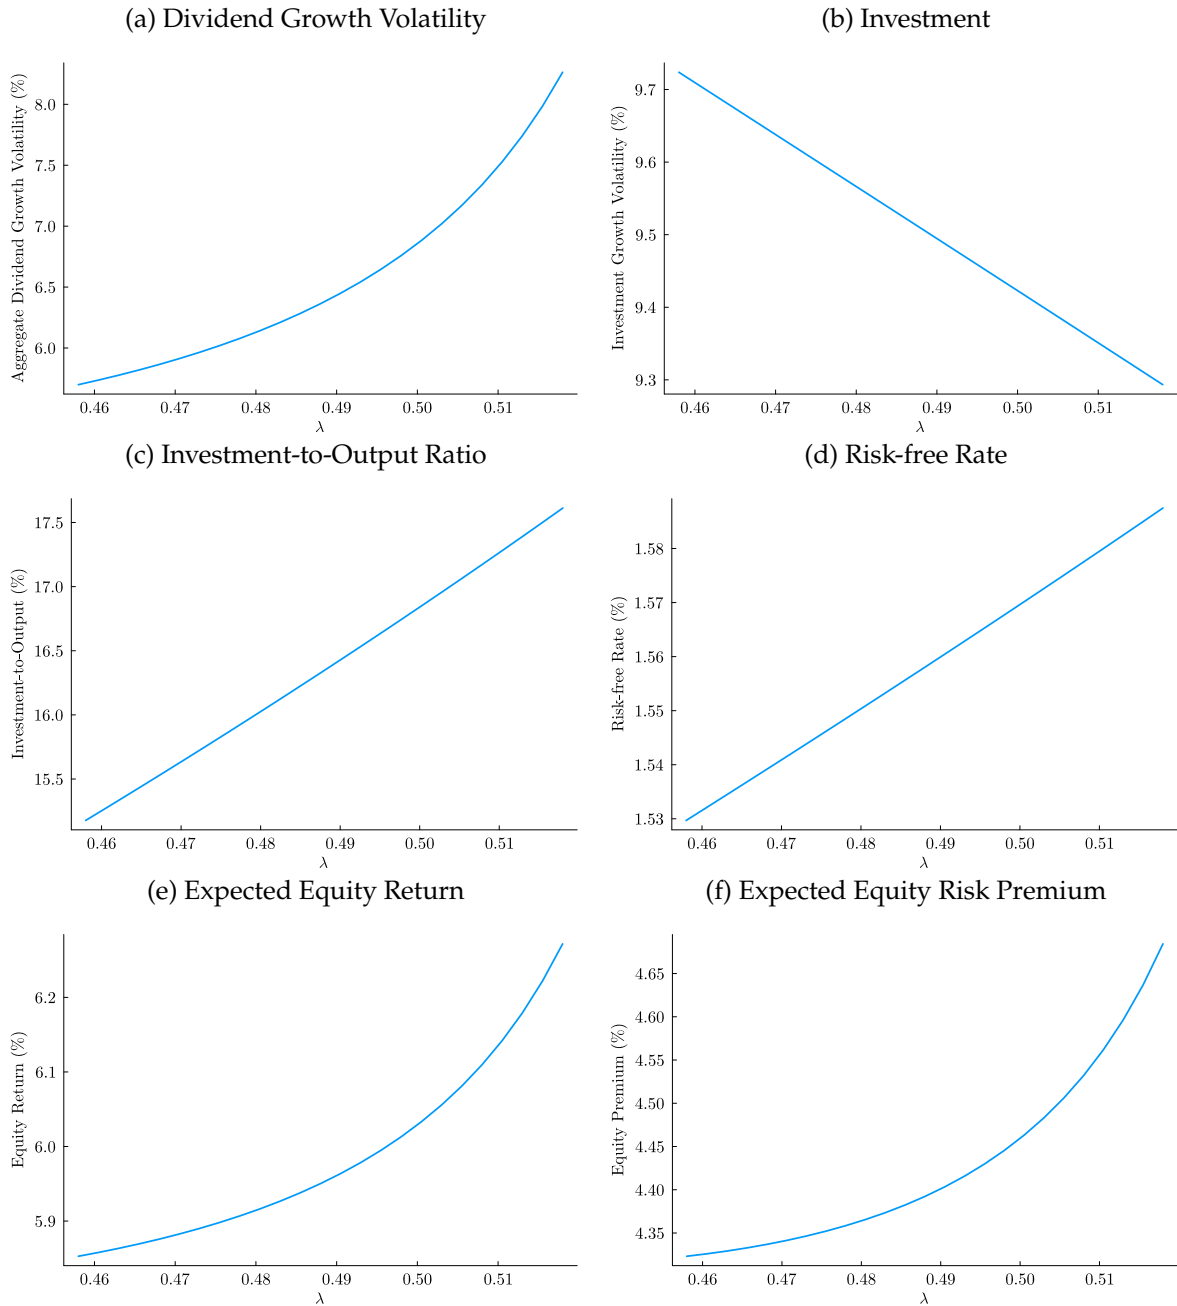 (a) Dividend Growth Volatility
Aggregate Dividend Growth Volatility (%)
8.0
7.5
7.0
6.5
6.0
0.46 0.47 0.48 0.49 0.50 0.51
λ
(b) Investment
Investment Growth Volatility (%)
9.7
9.6
9.5
9.4
9.3
0.46 0.47 0.48 0.49 0.50 0.51
λ
(c) Investment-to-Output Ratio
Investment-to-Output (%)
17.5
17.0
16.5
16.0
15.5
0.46 0.47 0.48 0.49 0.50 0.51
λ
(d) Risk-free Rate
Risk-free Rate (%)
1.58
1.57
1.56
1.55
1.54
1.53
0.46 0.47 0.48 0.49 0.50 0.51
λ
(e) Expected Equity Return
Equity Return (%)
6.2
6.1
6.0
5.9
0.46 0.47 0.48 0.49 0.50 0.51
λ
(f) Expected Equity Risk Premium
Equity Premium (%)
4.65
4.60
4.55
4.50
4.45
4.40
4.35
0.46 0.47 0.48 0.49 0.50 0.51
λ